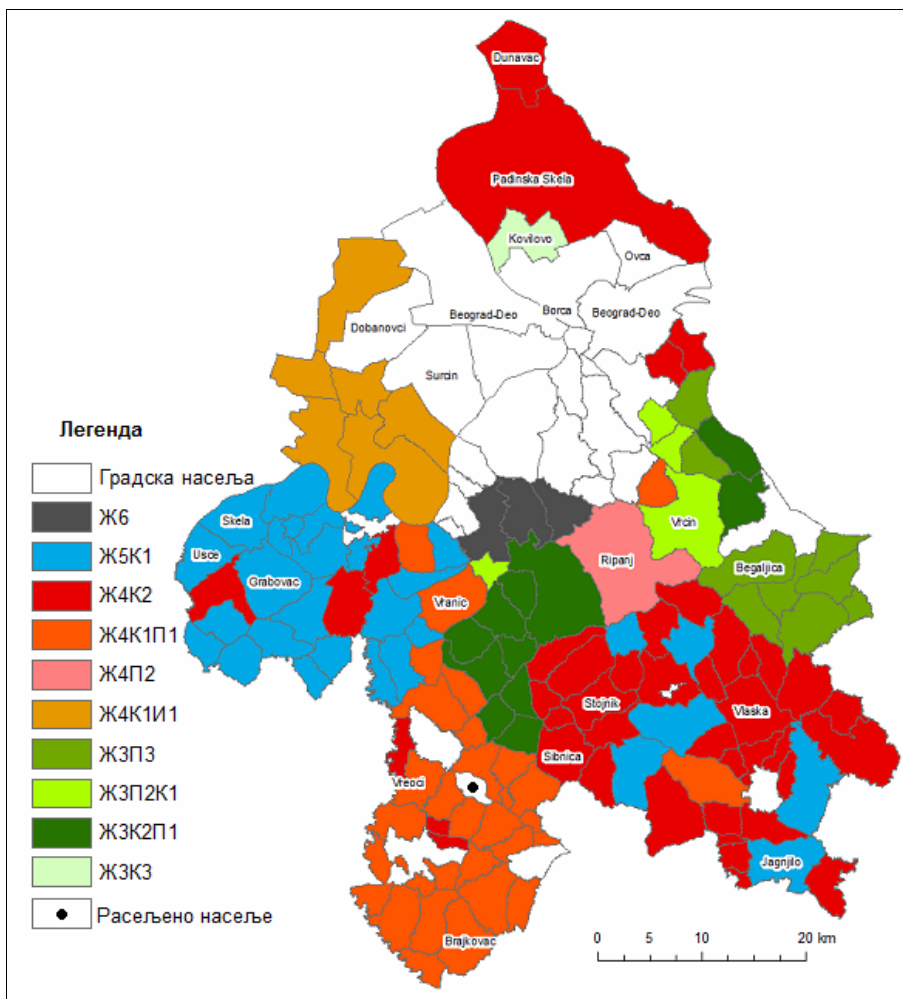 Dunavac
Padinska Skela
Kovilovo
Ovca
Beograd-Deo
Borca
Beograd-Deo
Dobanovci
Surcin
Легенда
Градска насеља
Ж6
Ж5К1
Ж4К2
Ж4К1П1
Ж4П2
Ж4К1И1
Ж3П3
Ж3П2К1
Ж3К2П1
Ж3К3
Расељено насеље
Skela
Usce
Grabovac
Vrcin
Ripanj
Begaljica
Vranic
Stojnik
Vlaska
Sibnica
Vreoci
Jagnjilo
Brajkovac
0 5 10 20 km